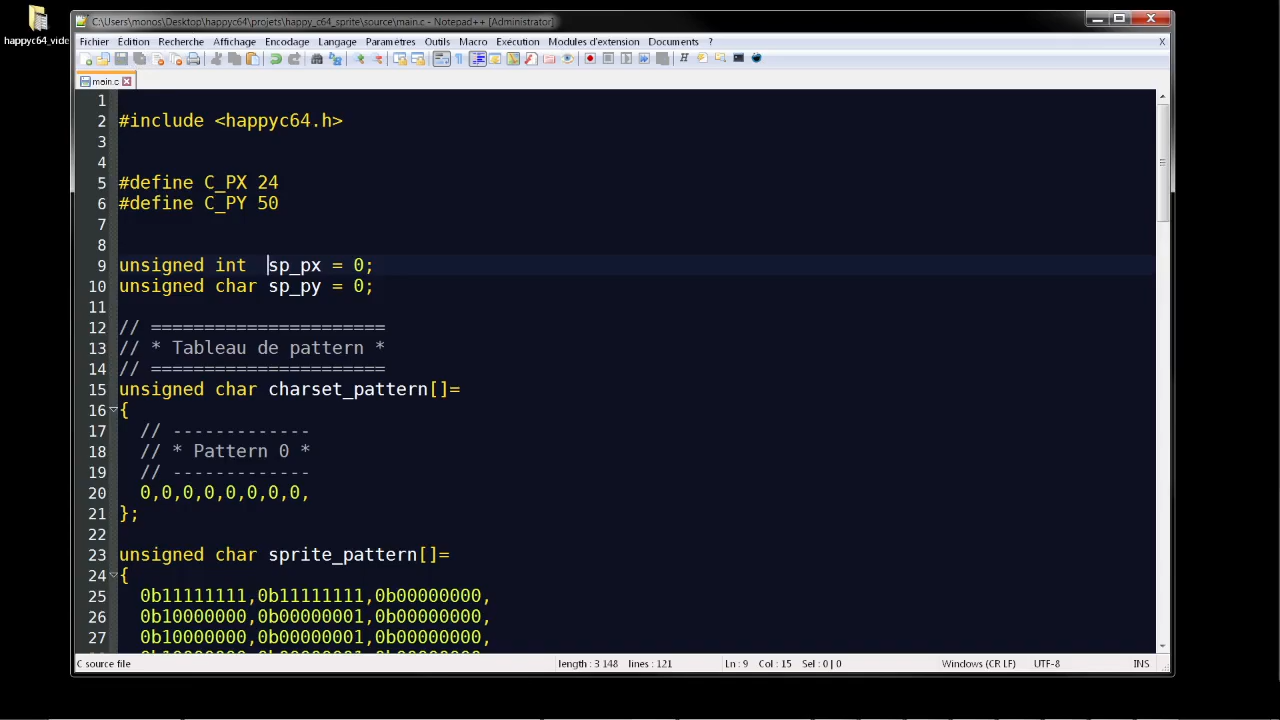 C:\Users\monos\Desktop\happyc64\projets\happy_c64_sprite\source\main.c - Notepad++ [Administrator]
happyc64_vide
Fichier Édition Recherche Affichage Encodage Langage Paramètres Outils Macro Exécution Modules d'extension Documents ? X
main.c
1
2 #include <happyc64.h>
3
4
5 #define C_PX 24
6 #define C_PY 50
7
8
9 unsigned int  sp_px = 0;
10 unsigned char sp_py = 0;
11
12 // ======================
13 // * Tableau de pattern *
14 // ======================
15 unsigned char charset_pattern[]=
16 {
17   // -------------
18   // * Pattern 0 *
19   // -------------
20   0,0,0,0,0,0,0,0,
21 };
22
23 unsigned char sprite_pattern[]=
24 {
25   0b11111111,0b11111111,0b00000000,
26   0b10000000,0b00000001,0b00000000,
27   0b10000000,0b00000001,0b00000000,
C source file length : 3 148 lines : 121 Ln : 9 Col : 15 Sel : 0 | 0 Windows (CR LF) UTF-8 INS